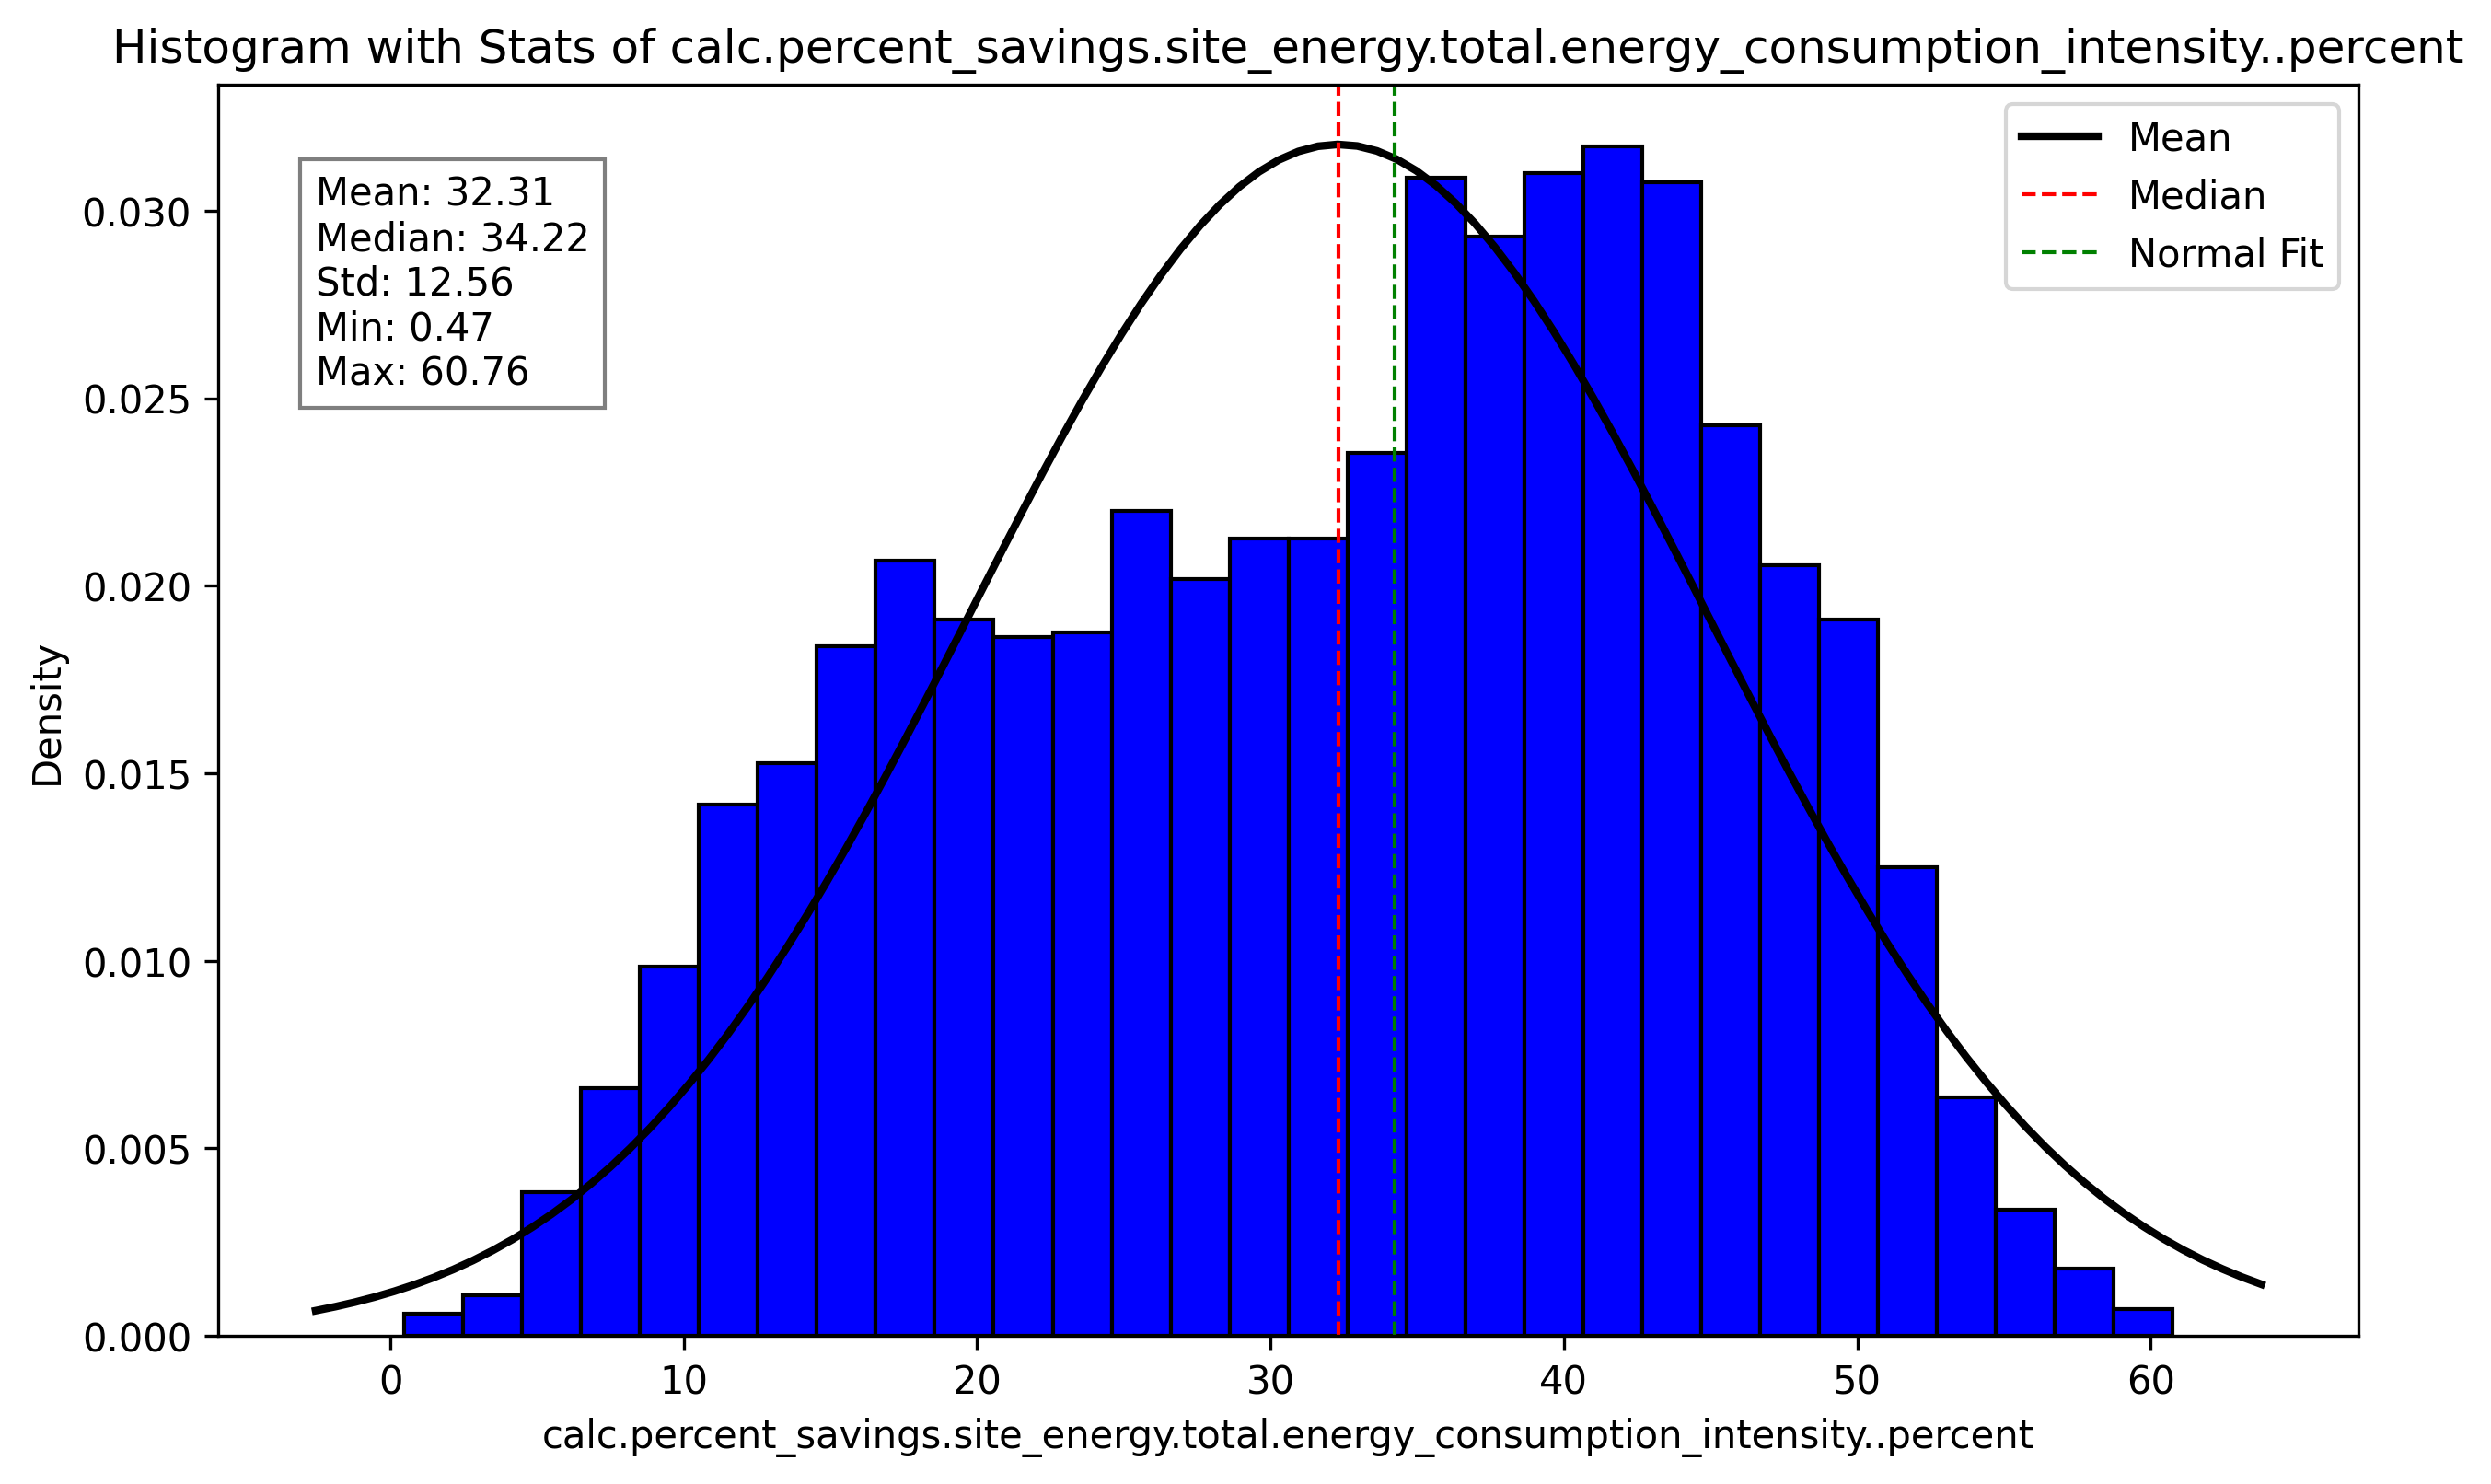 Histogram with Stats of calc.percent_savings.site_energy.total.energy_consumption_intensity..percent
Mean: 32.31
Median: 34.22
Std: 12.56
Min: 0.47
Max: 60.76
Mean
Median
Normal Fit
Density
0.030
0.025
0.020
0.015
0.010
0.005
0.000
0 10 20 30 40 50 60
calc.percent_savings.site_energy.total.energy_consumption_intensity..percent